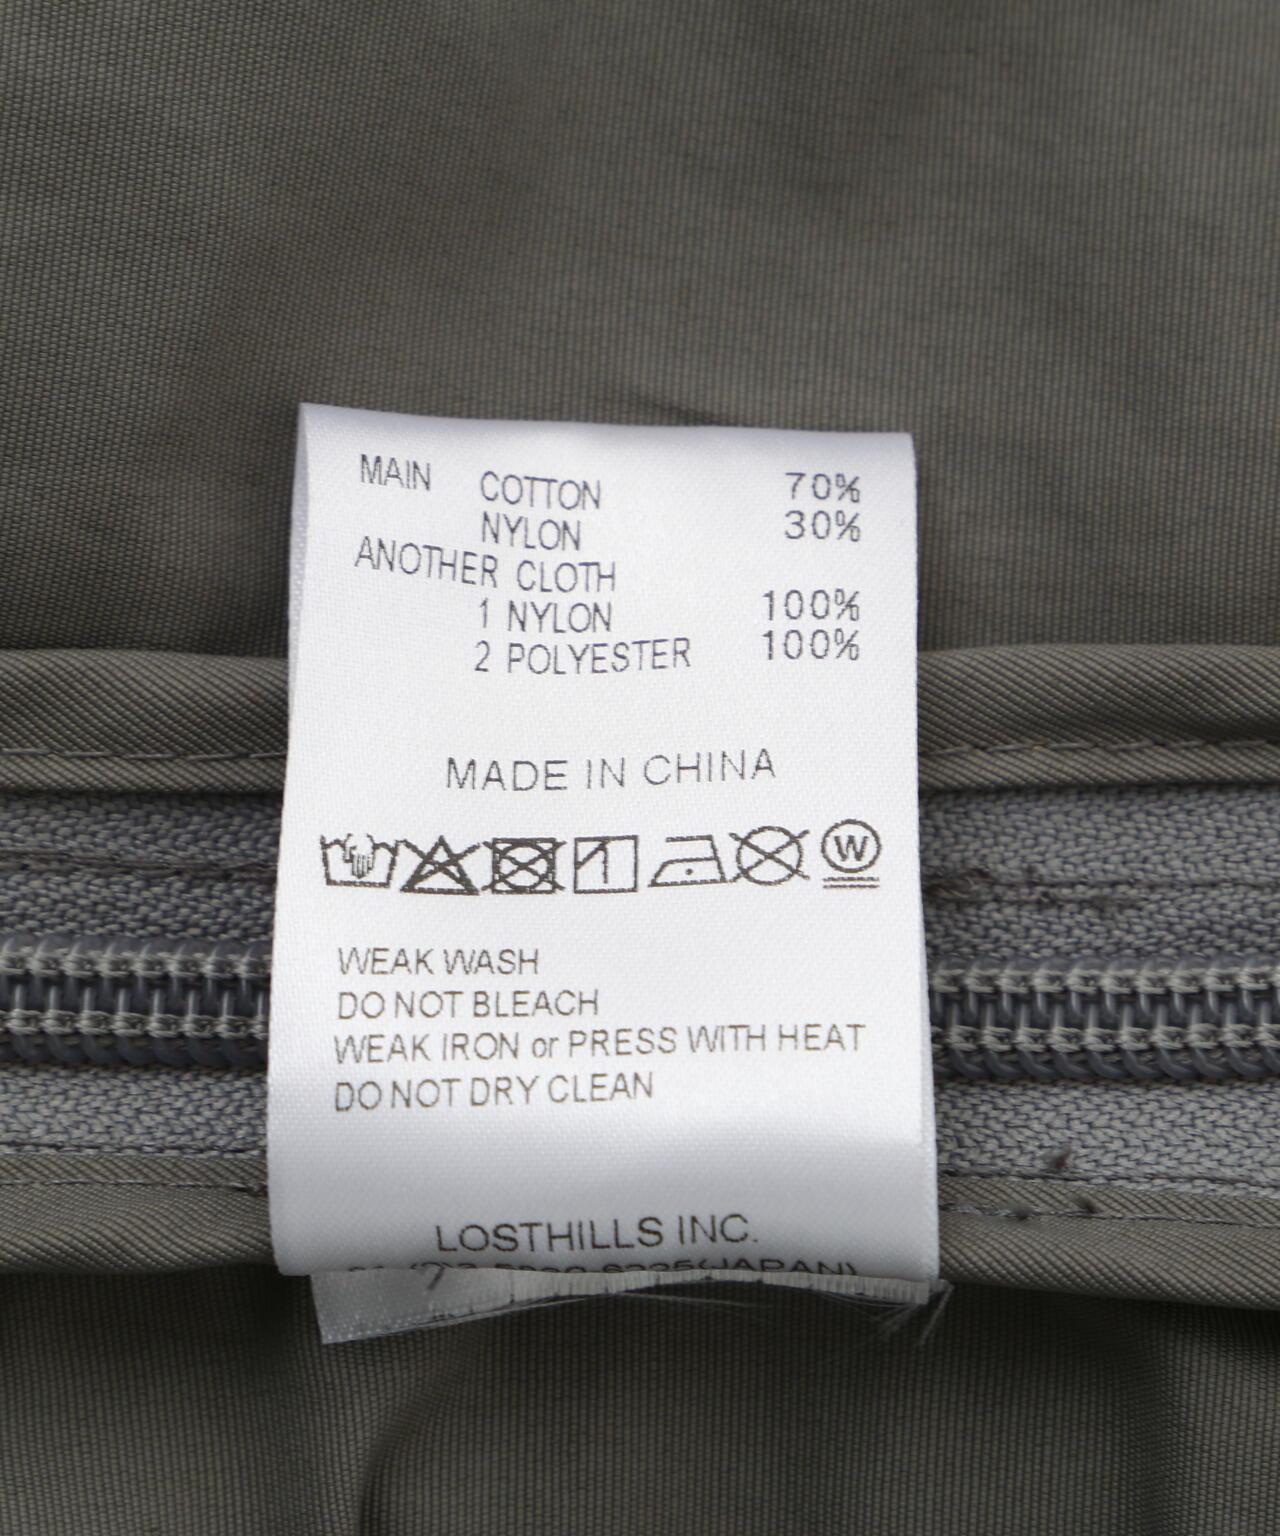 MAIN COTTON 70%
NYLON 30%
ANOTHER CLOTH
1 NYLON 100%
2 POLYESTER 100%
MADE IN CHINA
W
WEAK WASH
DO NOT BLEACH
WEAK IRON or PRESS WITH HEAT
DO NOT DRY CLEAN
LOSTHILLS INC.
(JAPAN)